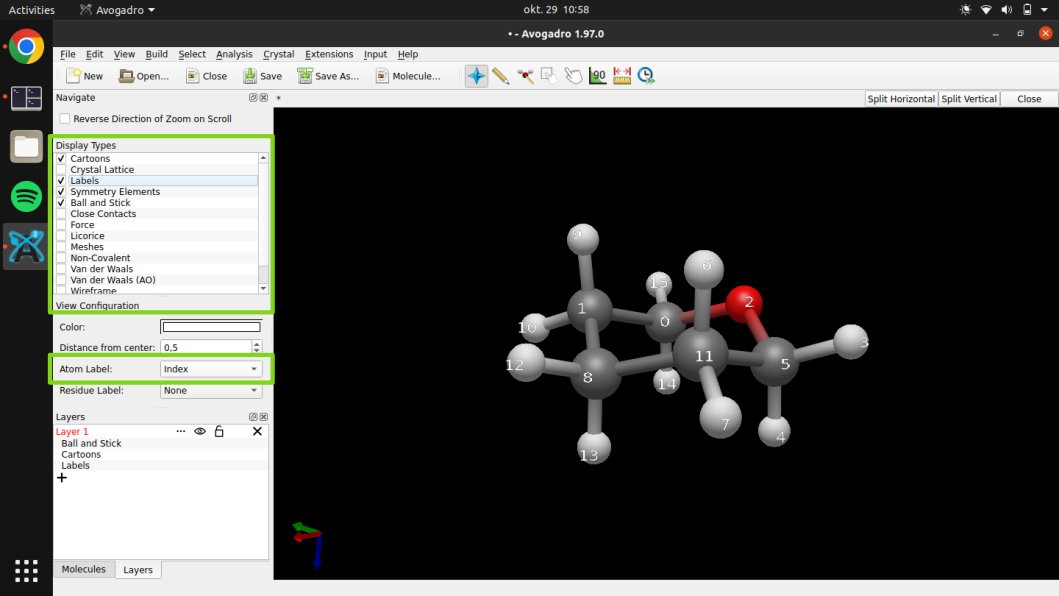 Activities Avogadro okt. 29 10:58
• - Avogadro 1.97.0
File Edit View Build Select Analysis Crystal Extensions Input Help
New Open... Close Save Save As... Molecule... 90
Navigate
* Split Horizontal Split Vertical Close
Reverse Direction of Zoom on Scroll
Display Types
Cartoons
Crystal Lattice
Labels
Symmetry Elements
Ball and Stick
Close Contacts
Force
Licorice
Meshes
Non-Covalent
Van der Waals
Van der Waals (AO)
Wireframe
View Configuration
Color:
Distance from center: 0,5
Atom Label: Index
Residue Label: None
Layers
Layer 1 ...
Ball and Stick
Cartoons
Labels
+
Molecules Layers
9
6
15
2
1
0
10
3
11
12
5
8
14
7
4
13